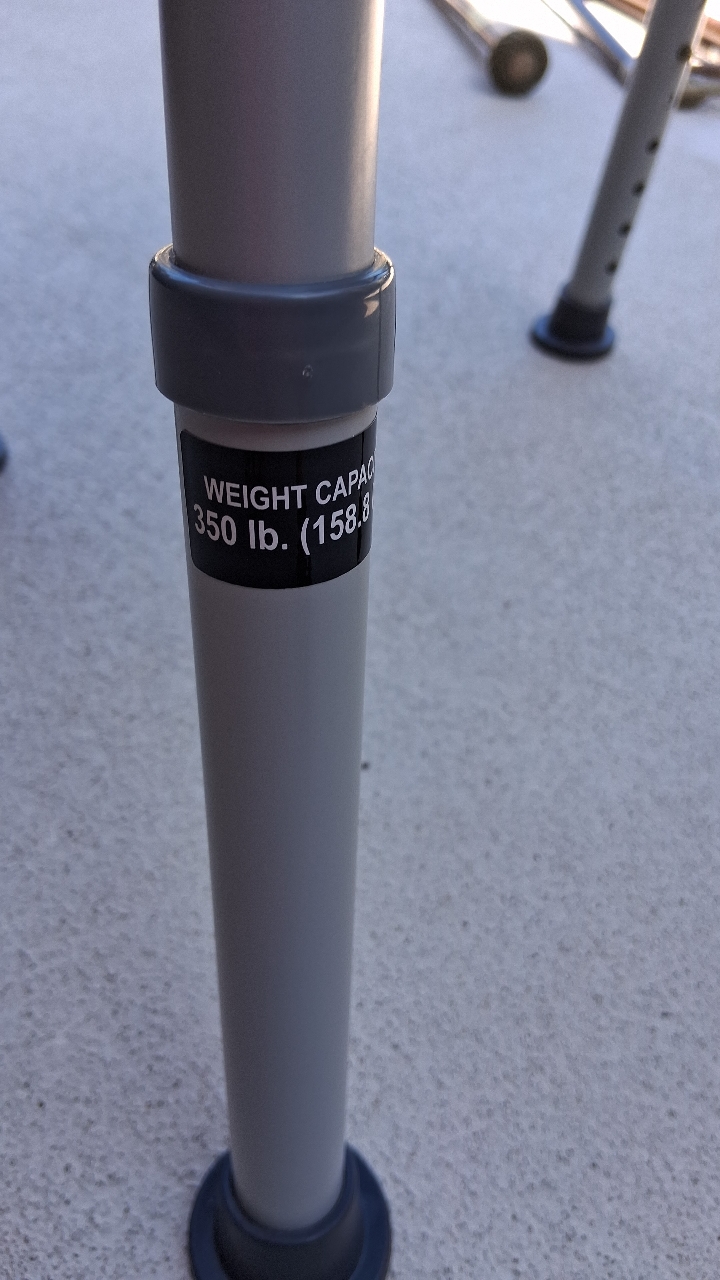 WEIGHT CAPAC
350 lb. (158.8